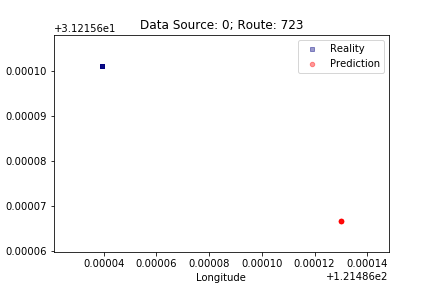 +3.12156e1
Data Source: 0; Route: 723
Reality
Prediction
0.00010
0.00009
0.00008
0.00007
0.00006
0.00004 0.00006 0.00008 0.00010 0.00012 0.00014
Longitude
+1.21486e2